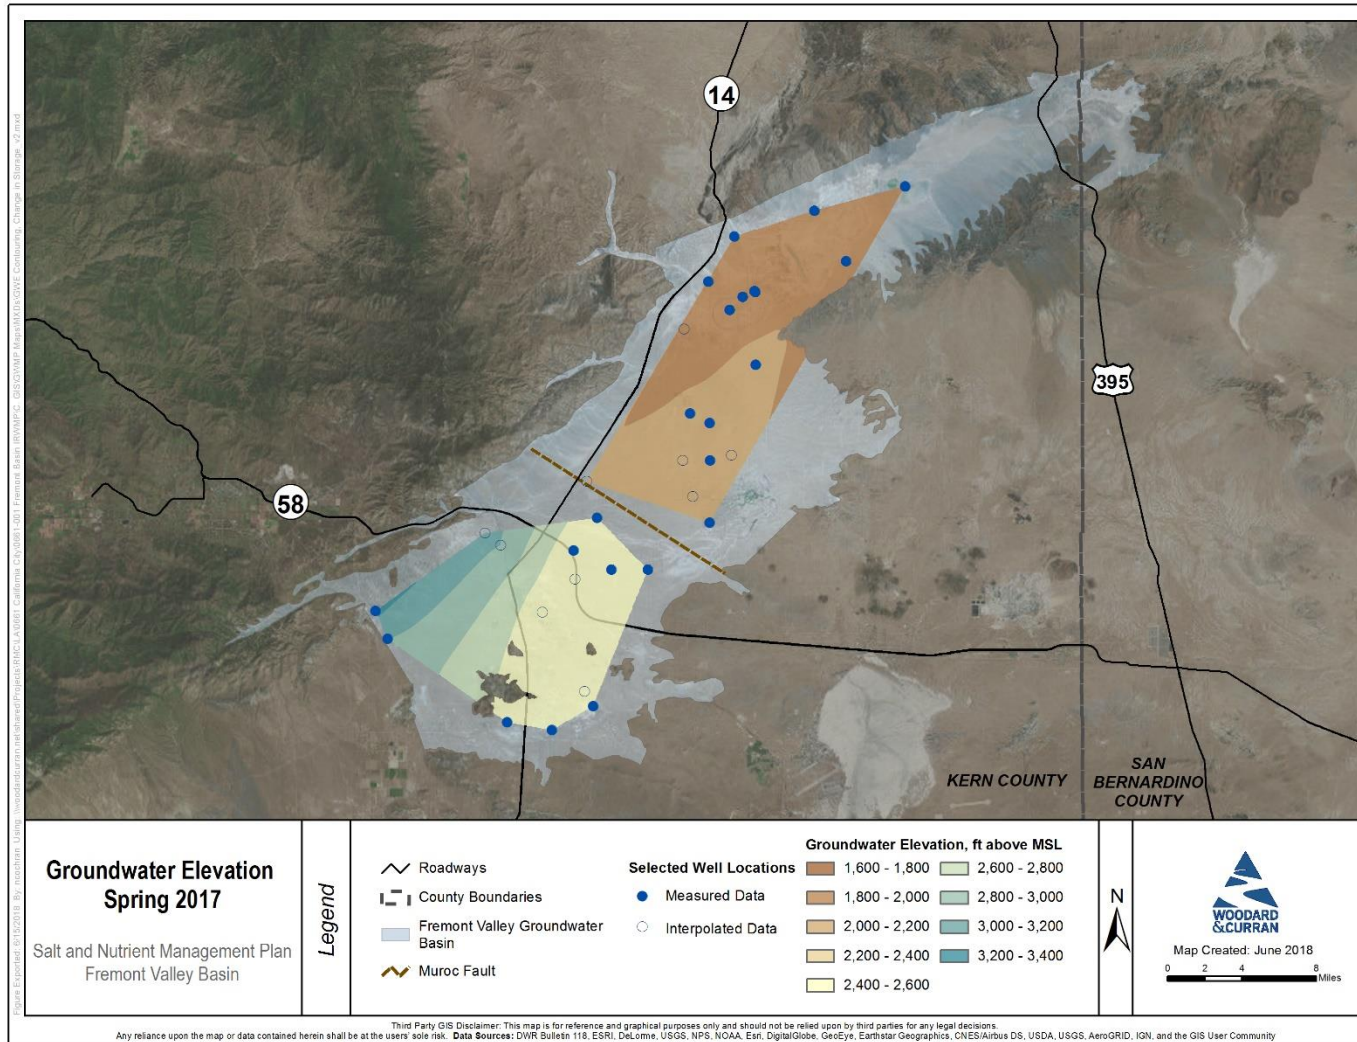 14
58
395
KERN COUNTY
SAN
BERNARDINO
COUNTY
Groundwater Elevation
Spring 2017
Salt and Nutrient Management Plan
Fremont Valley Basin
Legend
Roadways
County Boundaries
Fremont Valley Groundwater
Basin
Muroc Fault
Selected Well Locations
Measured Data
Interpolated Data
Groundwater Elevation, ft above MSL
1,600 - 1,800
1,800 - 2,000
2,000 - 2,200
2,200 - 2,400
2,400 - 2,600
2,600 - 2,800
2,800 - 3,000
3,000 - 3,200
3,200 - 3,400
N
WOODARD
&CURRAN
Map Created: June 2018
0 2 4 8
Miles
Third Party GIS Disclaimer: This map is for reference and graphical purposes only and should not be relied upon by third parties for any legal decisions.
Any reliance upon the map or data contained herein shall be at the users' sole risk. Data Sources: DWR Bulletin 118, ESRI, DeLorme, USGS, NPS, NOAA, Esri, DigitalGlobe, GeoEye, Earthstar Geographics, CNES/Airbus DS, USDA, USGS, AeroGRID, IGN, and the GIS User Community